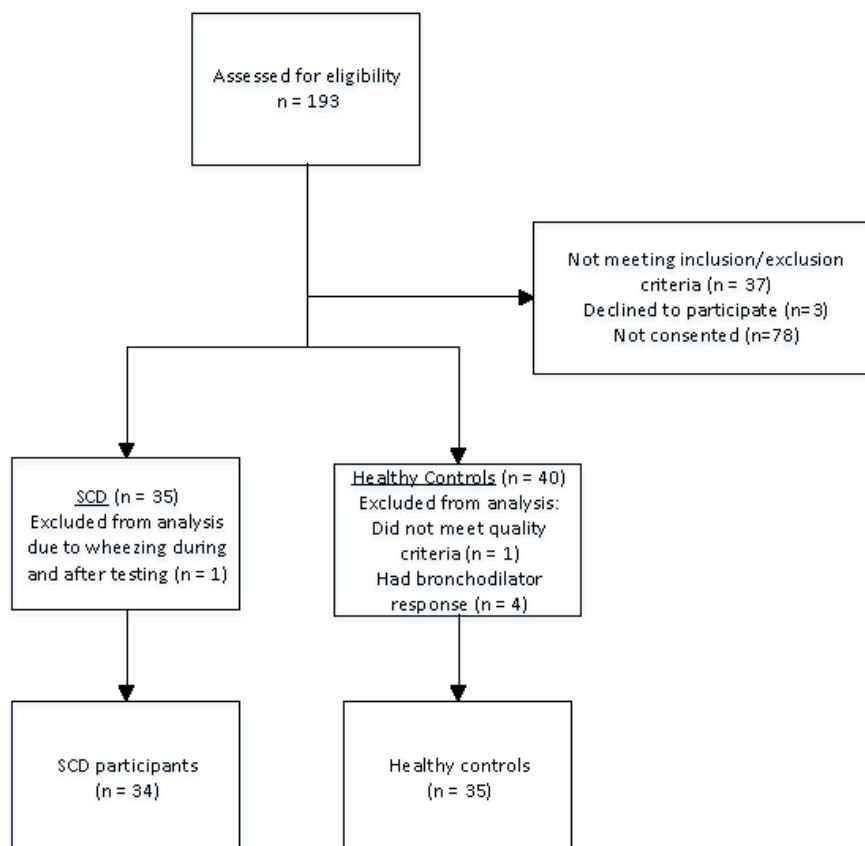 Assessed for eligibility
n = 193
Not meeting inclusion/exclusion
criteria (n = 37)
Declined to participate (n=3)
Not consented (n=78)
SCD (n = 35)
Excluded from analysis
due to wheezing during
and after testing (n = 1)
Healthy Controls (n = 40)
Excluded from analysis:
Did not meet quality
criteria (n = 1)
Had bronchodilator
response (n = 4)
SCD participants
(n = 34)
Healthy controls
(n = 35)